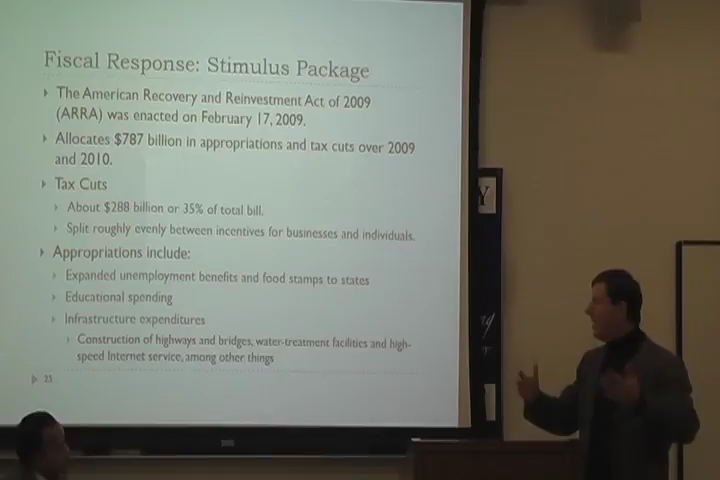 Fiscal Response: Stimulus Package
The American Recovery and Reinvestment Act of 2009
(ARRA) was enacted on February 17, 2009.
Allocates $787 billion in appropriations and tax cuts over 2009
and 2010.
Tax Cuts
About $288 billion or 35% of total bill.
Split roughly evenly between incentives for businesses and individuals.
Appropriations include:
Expanded unemployment benefits and food stamps to states
Educational spending
Infrastructure expenditures
Construction of highways and bridges, water-treatment facilities and high-
speed Internet service, among other things
Y